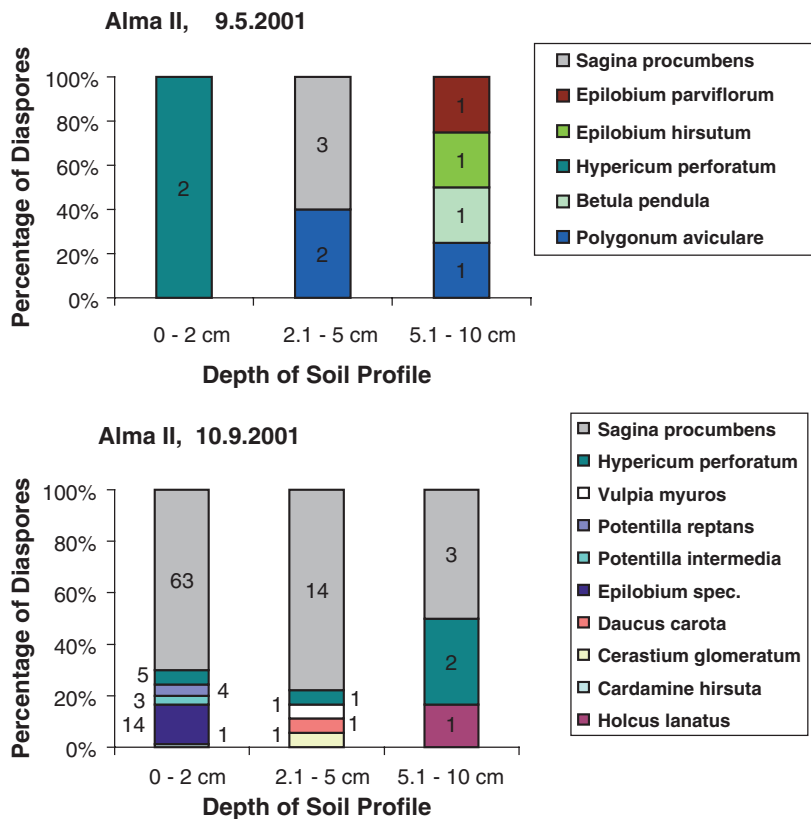 Alma II, 9.5.2001
Percentage of Diaspores
100%
80%
60%
40%
20%
0%
2
3
2
1
1
1
1
0 - 2 cm 2.1 - 5 cm 5.1 - 10 cm
Depth of Soil Profile
Sagina procumbens
Epilobium parviflorum
Epilobium hirsutum
Hypericum perforatum
Betula pendula
Polygonum aviculare
Alma II, 10.9.2001
Percentage of Diaspores
100%
80%
60%
40%
20%
0%
63
5
4
3
14
1
14
1
1
1
1
3
2
1
0 - 2 cm 2.1 - 5 cm 5.1 - 10 cm
Depth of Soil Profile
Sagina procumbens
Hypericum perforatum
Vulpia myuros
Potentilla reptans
Potentilla intermedia
Epilobium spec.
Daucus carota
Cerastium glomeratum
Cardamine hirsuta
Holcus lanatus